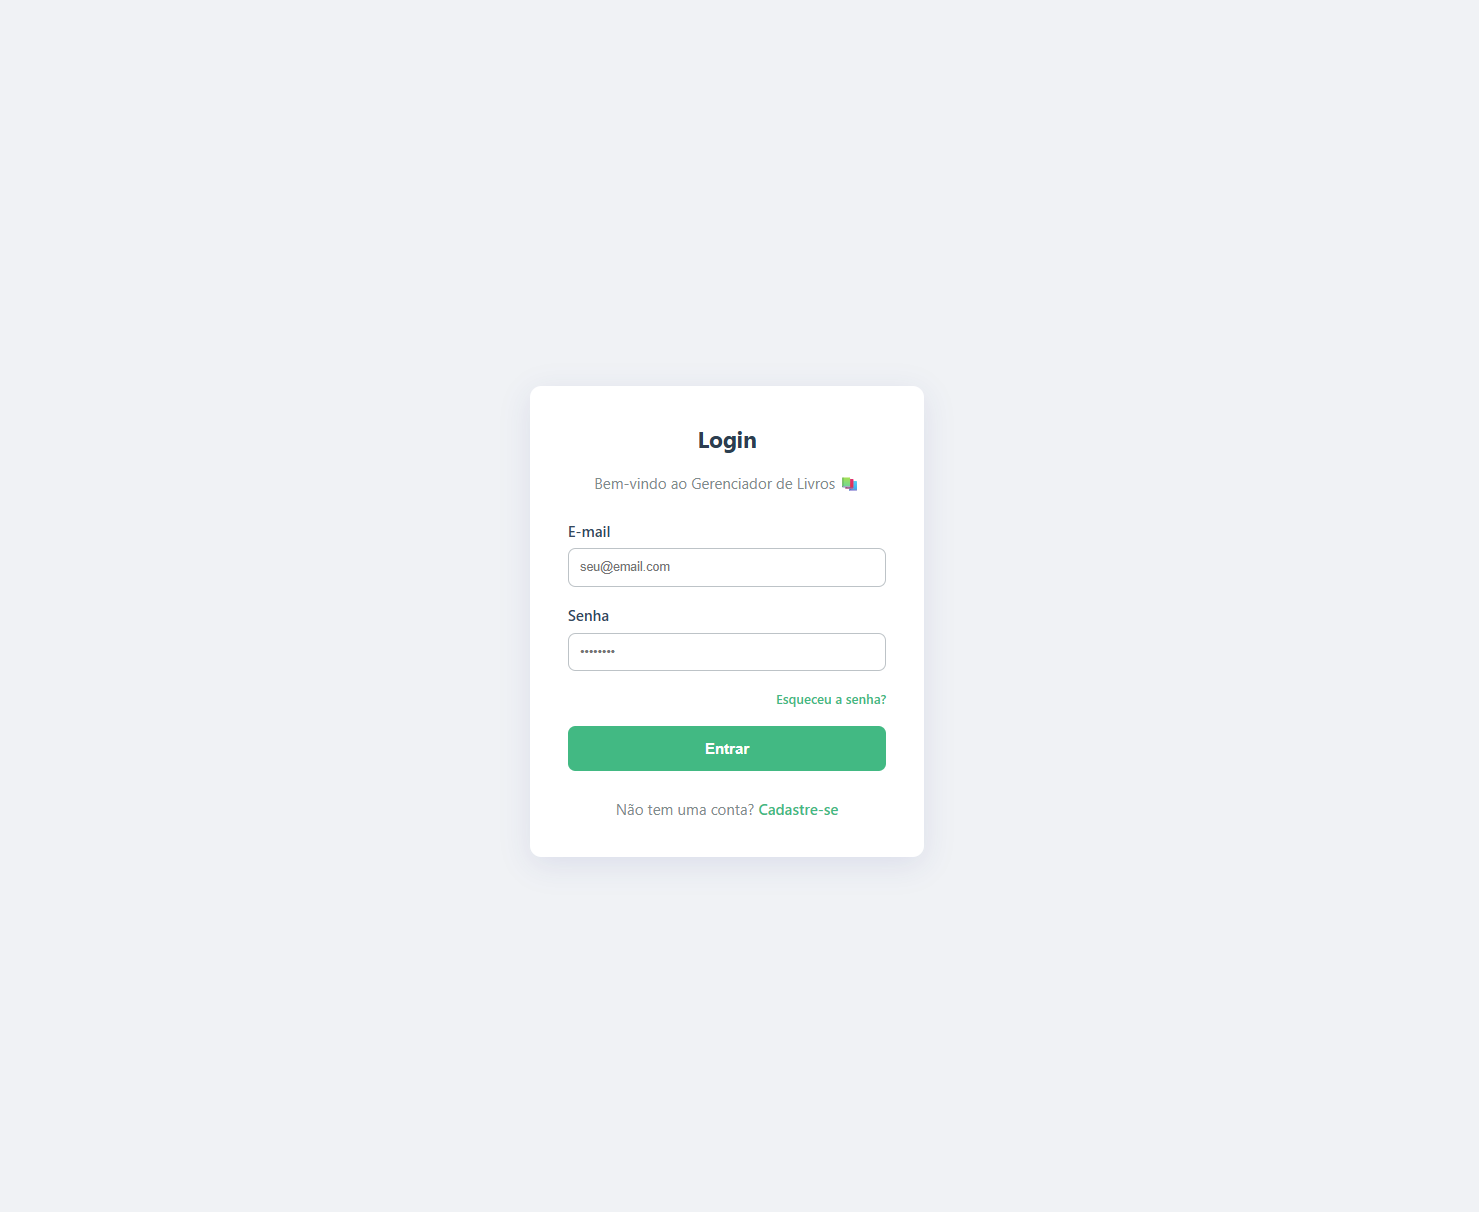 Login
Bem-vindo ao Gerenciador de Livros 📚
E-mail
seu@email.com
Senha
••••••••
Esqueceu a senha?
Entrar
Não tem uma conta? Cadastre-se